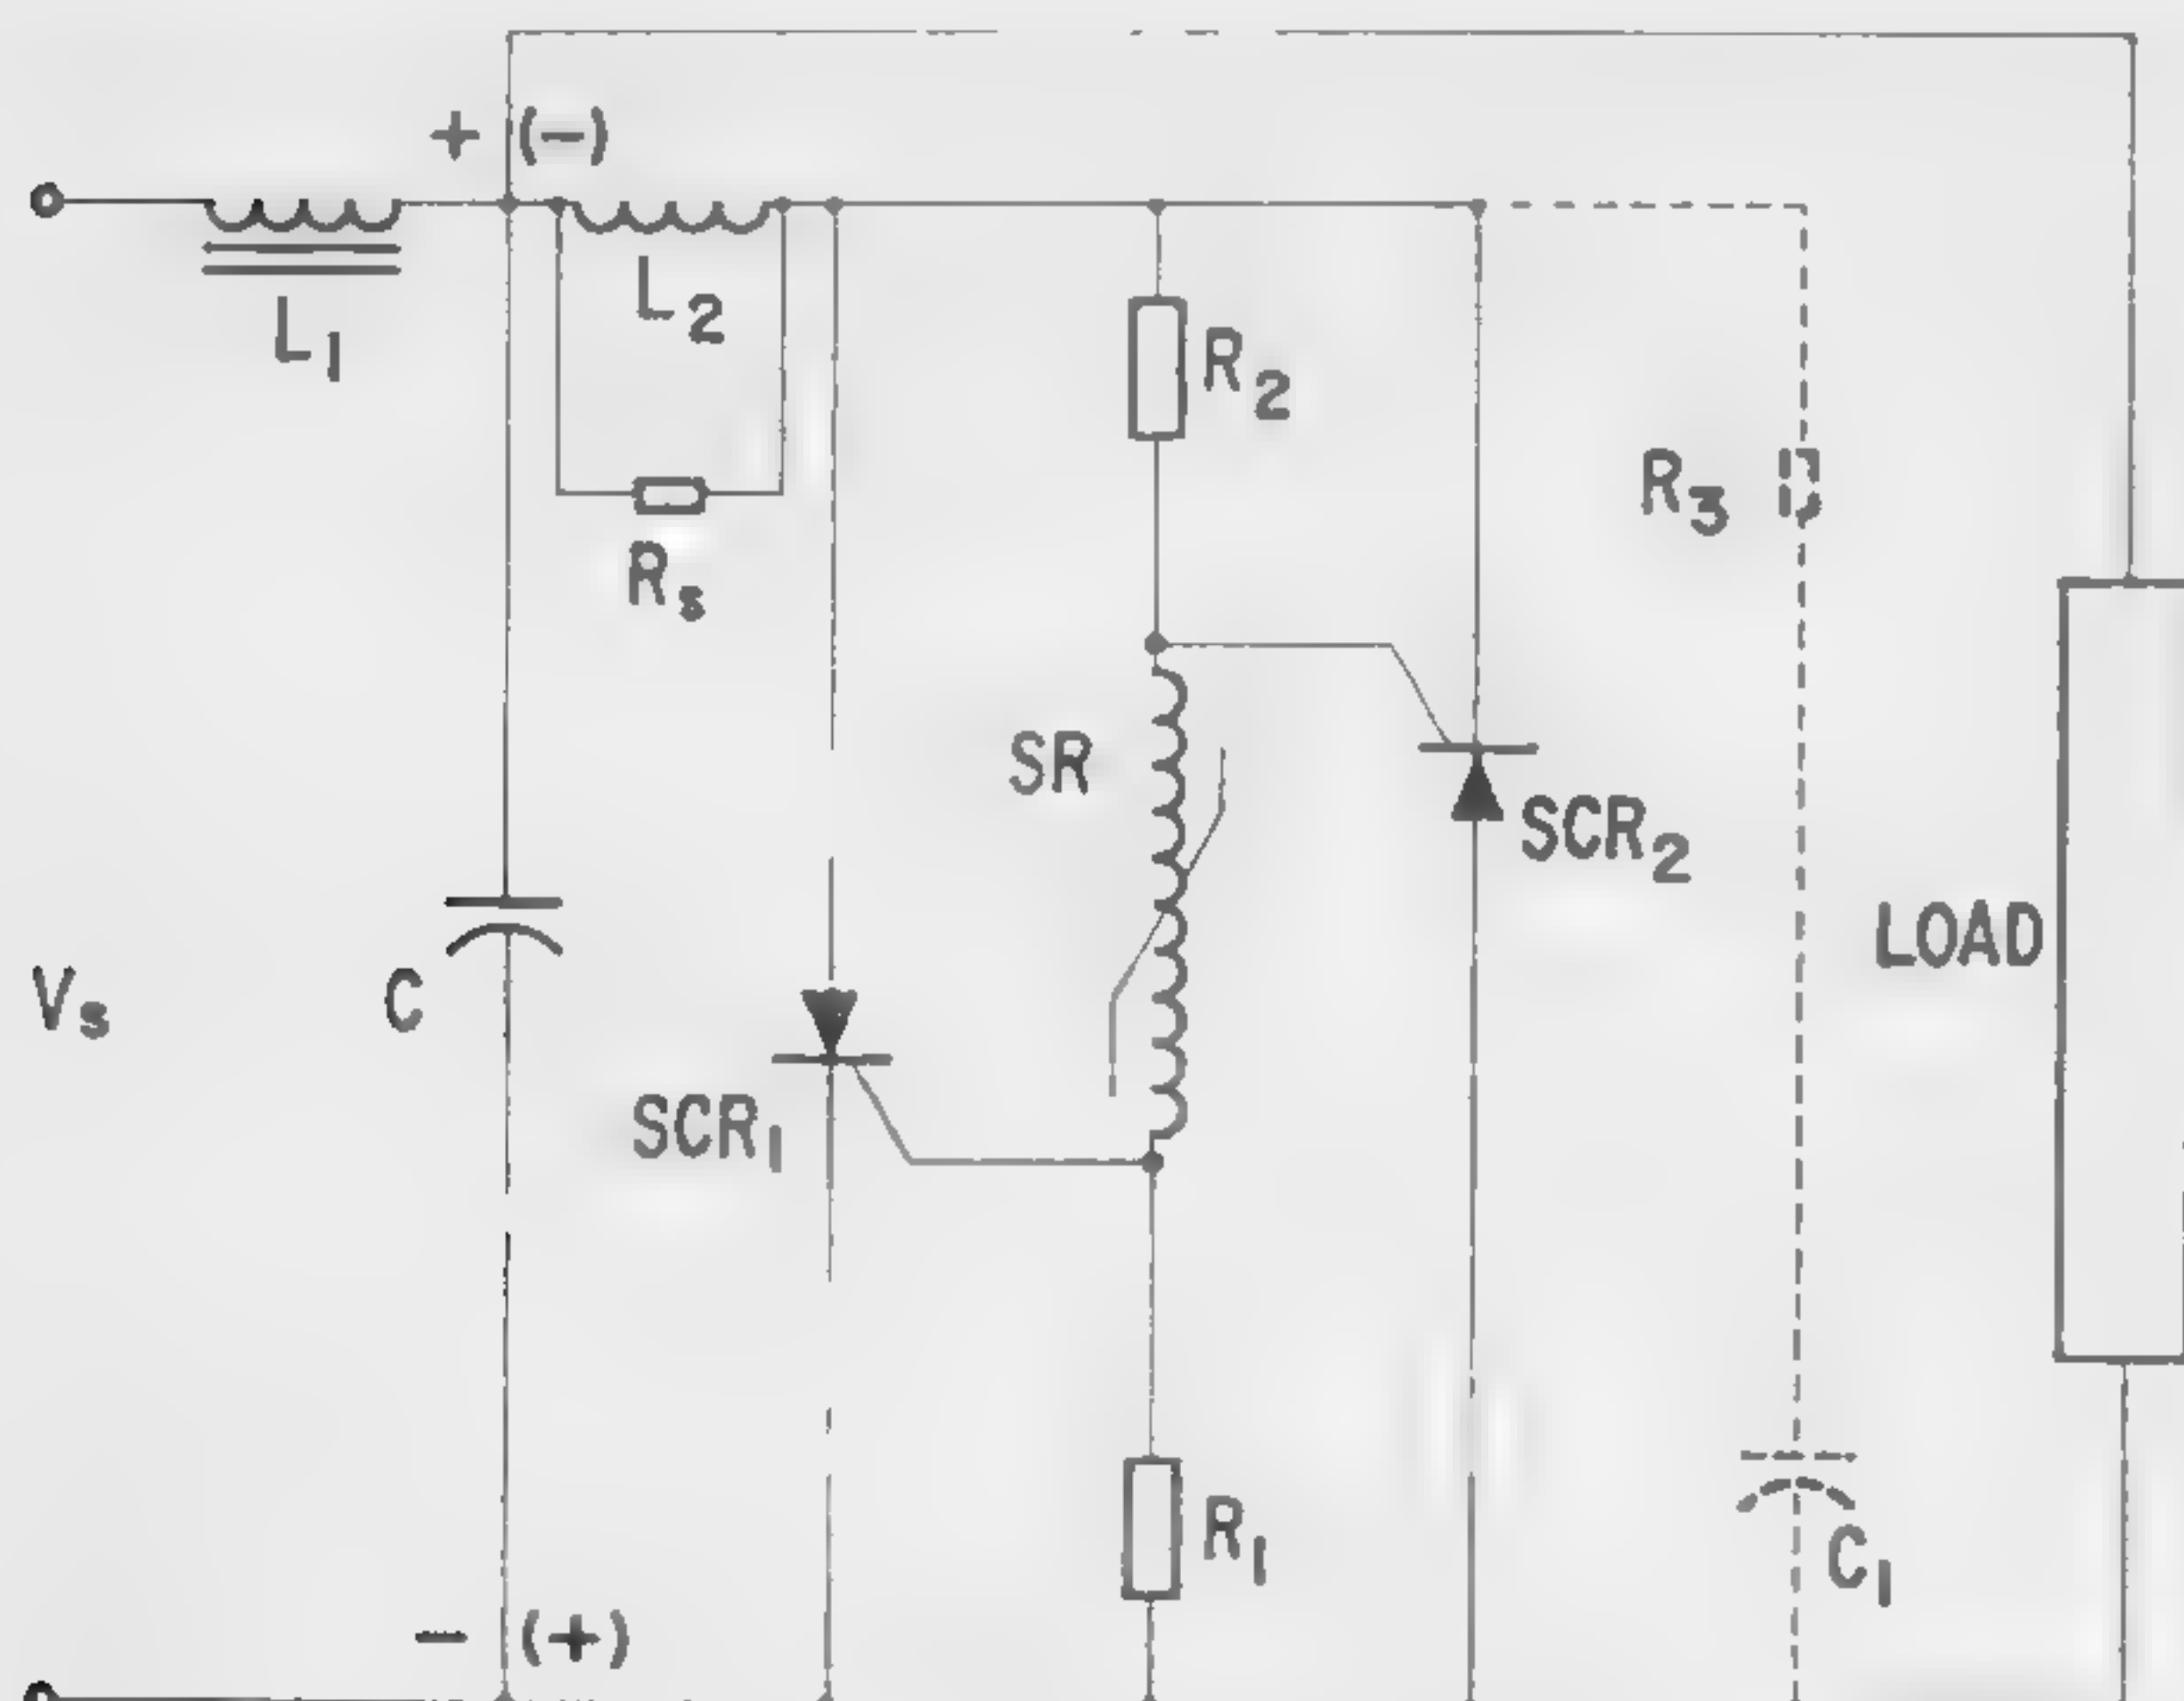 + (−)
L1
L2
R2
R3
Rs
SR
SCR2
LOAD
Vs
C
SCR1
R1
C1
− (+)